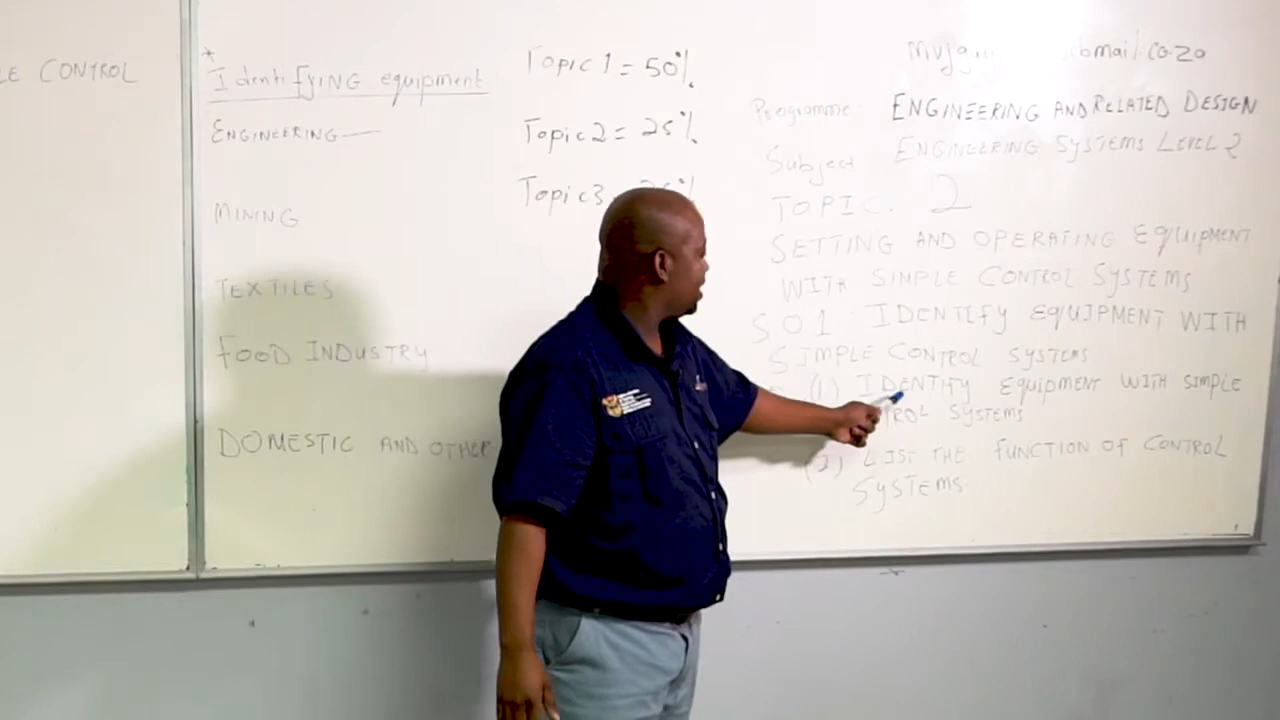 LE CONTROL
*
Identifying equipment
ENGINEERING
MINING
TEXTILES
FOOD INDUSTRY
DOMESTIC AND OTHER
Topic 1 = 50%
Topic 2 = 25%
Topic 3
Programme: ENGINEERING AND RELATED DESIGN
Subject ENGINEERING SYSTEMS LEVEL 2
TOPIC. 2
SETTING AND OPERATING EQUIPMENT
WITH SIMPLE CONTROL SYSTEMS
SO1 IDENTIFY EQUIPMENT WITH
SIMPLE CONTROL SYSTEMS
(1) IDENTIFY EQUIPMENT WITH SIMPLE
TROL SYSTEMS
(2) LIST THE FUNCTION OF CONTROL
SYSTEMS